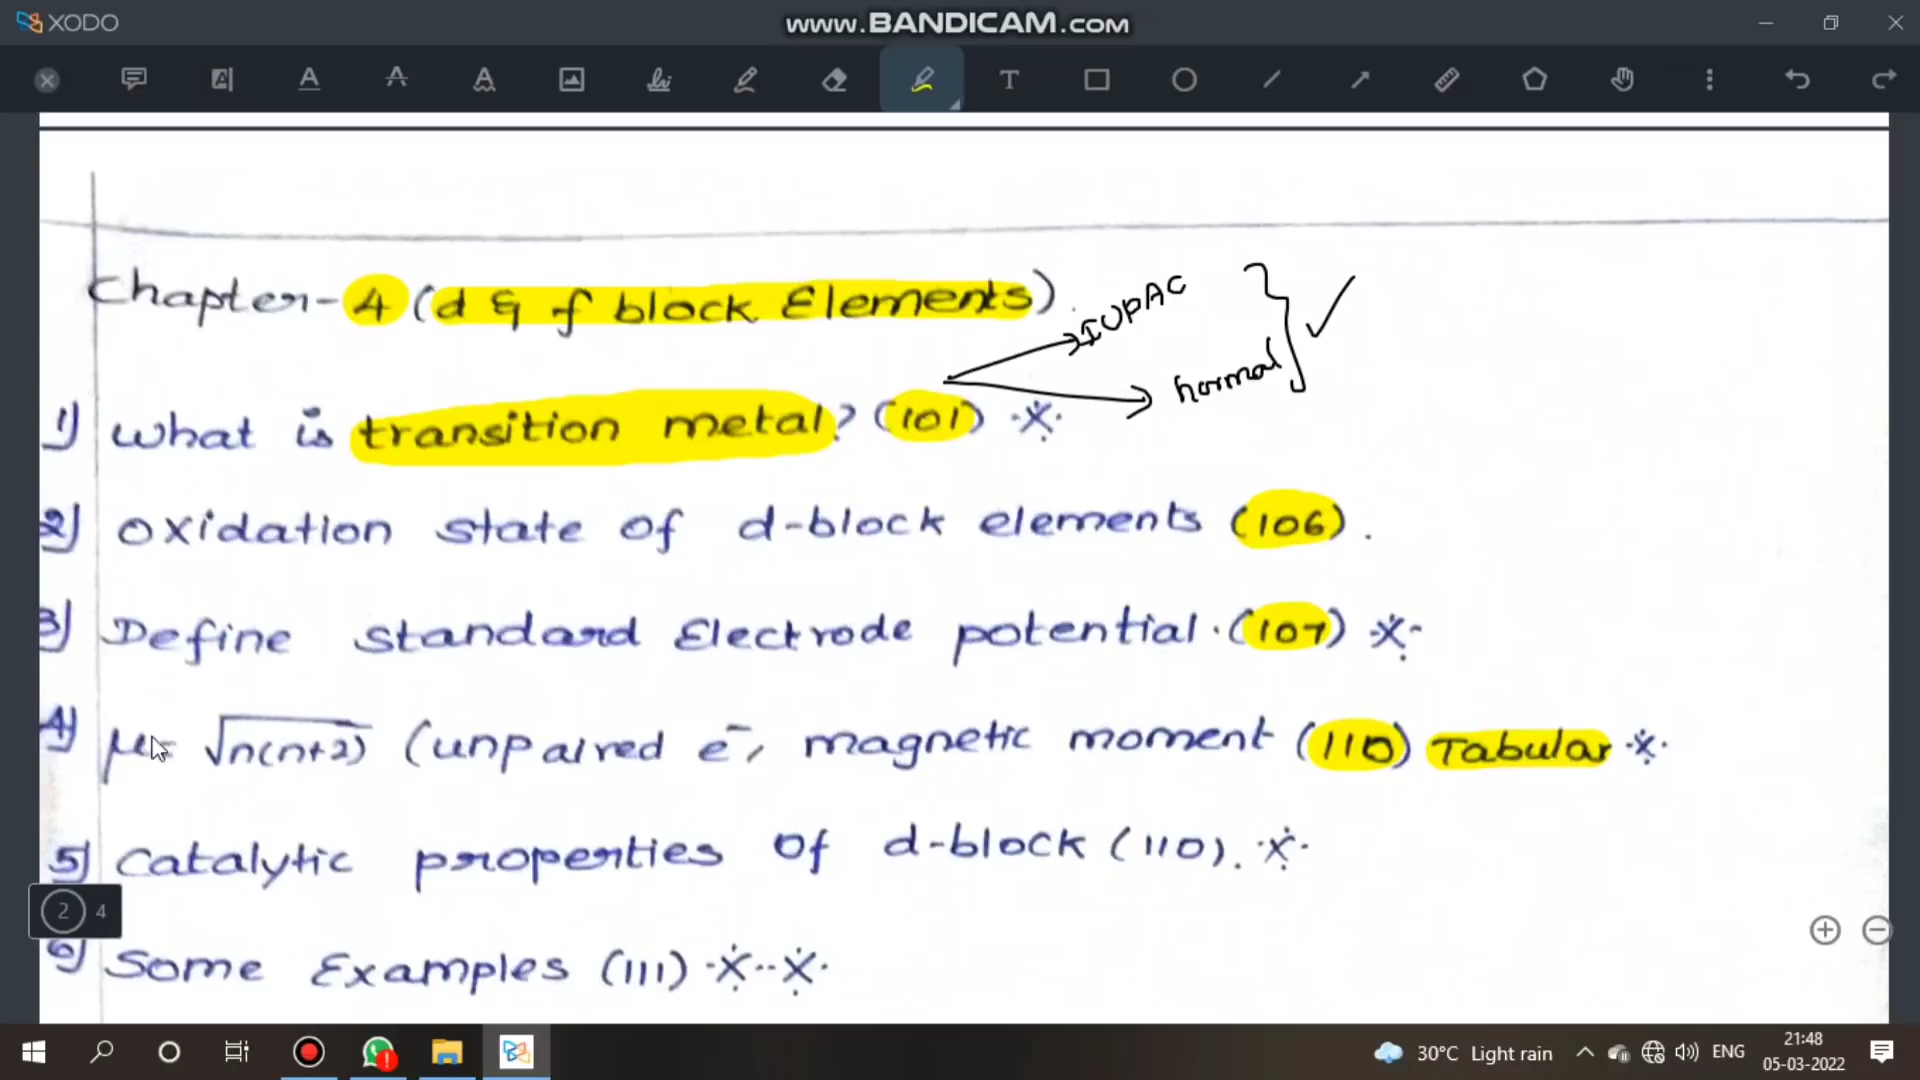 XODO
www.BANDICAM.com
Chapter-4 (d & f block Elements).
IUPAC
normal
1) What is transition metal? (101)
2) Oxidation state of d-block elements (106).
3) Define standard Electrode potential. (107)
4) μ= √n(n+2) (unpaired e⁻, magnetic moment (110) Tabular
5) Catalytic properties of d-block (110).
6) Some Examples (111)
2 4
30°C Light rain
ENG
21:48
05-03-2022